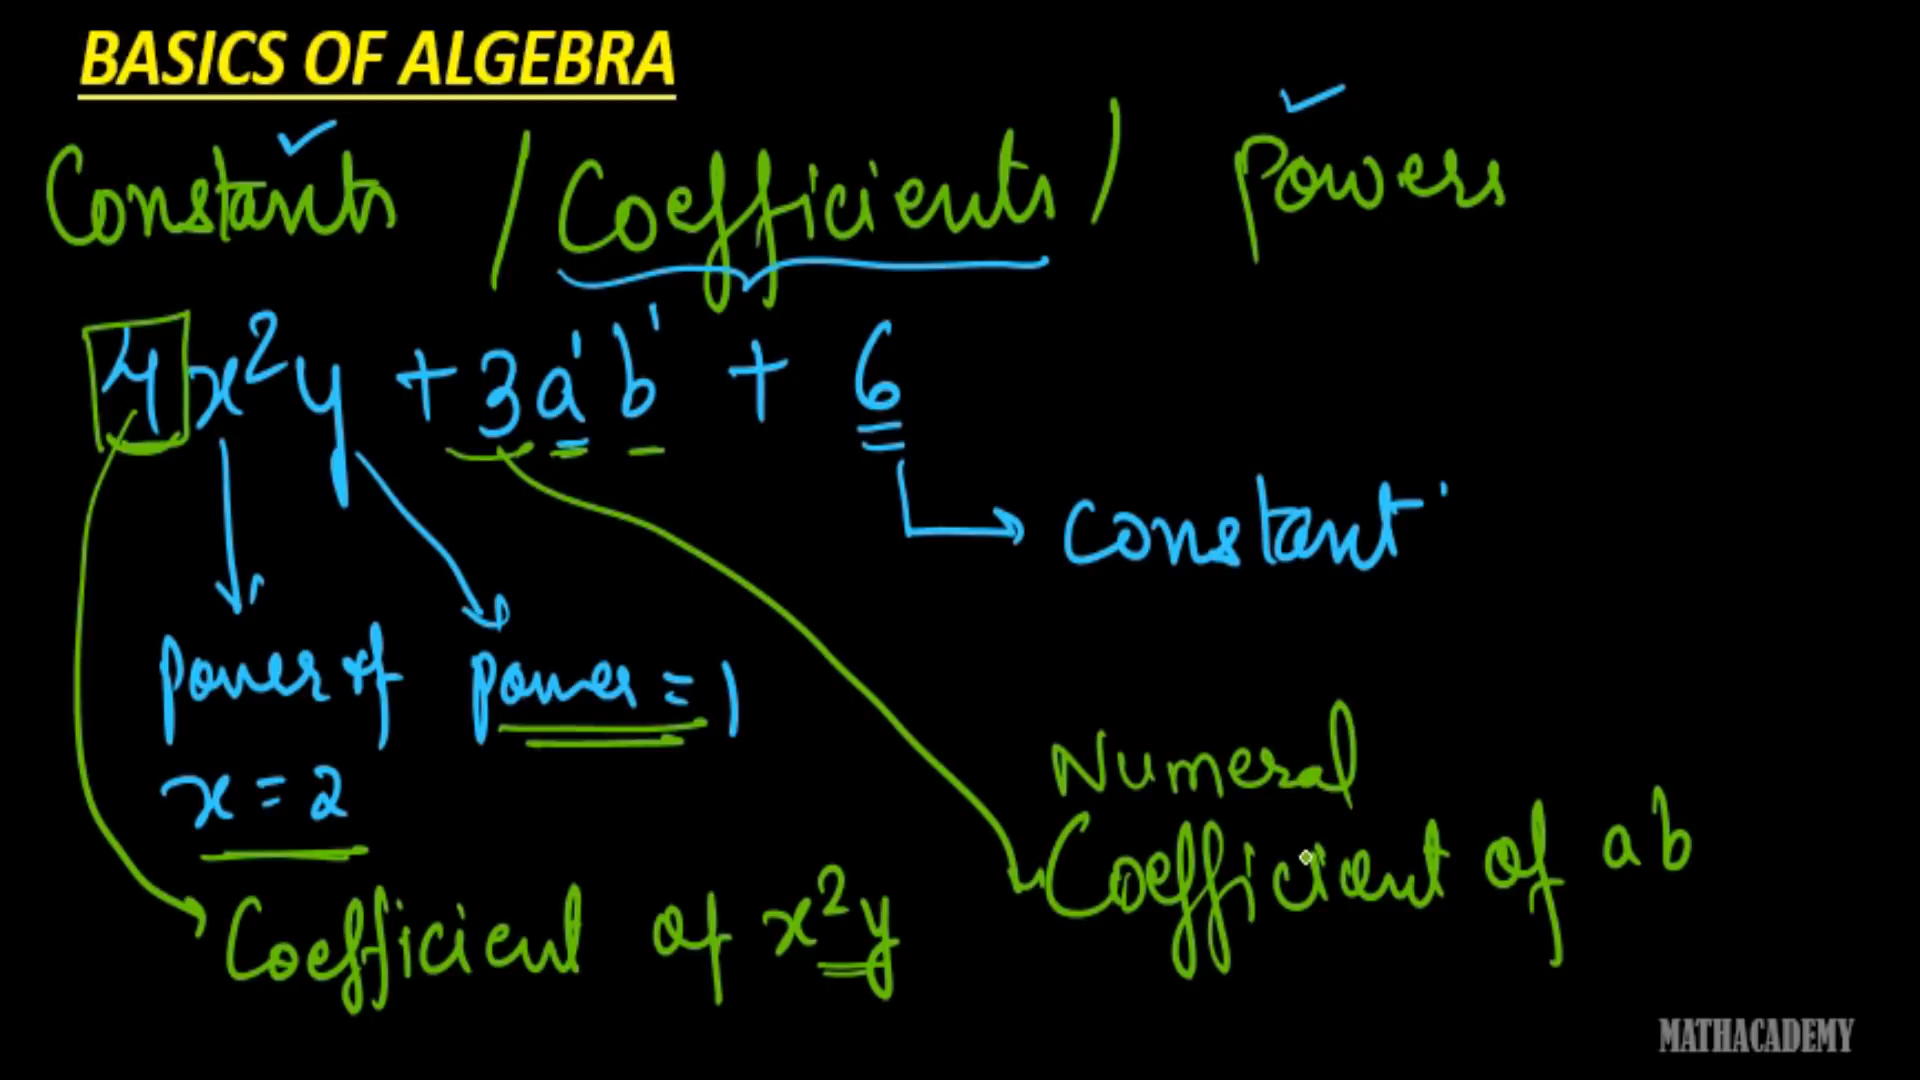 BASICS OF ALGEBRA
Constants / Coefficients / Powers
4x²y + 3a¹b¹ + 6
constant
power of power = 1
x = 2
Numeral
Coefficient of ab
Coefficient of x²y
MATHACADEMY